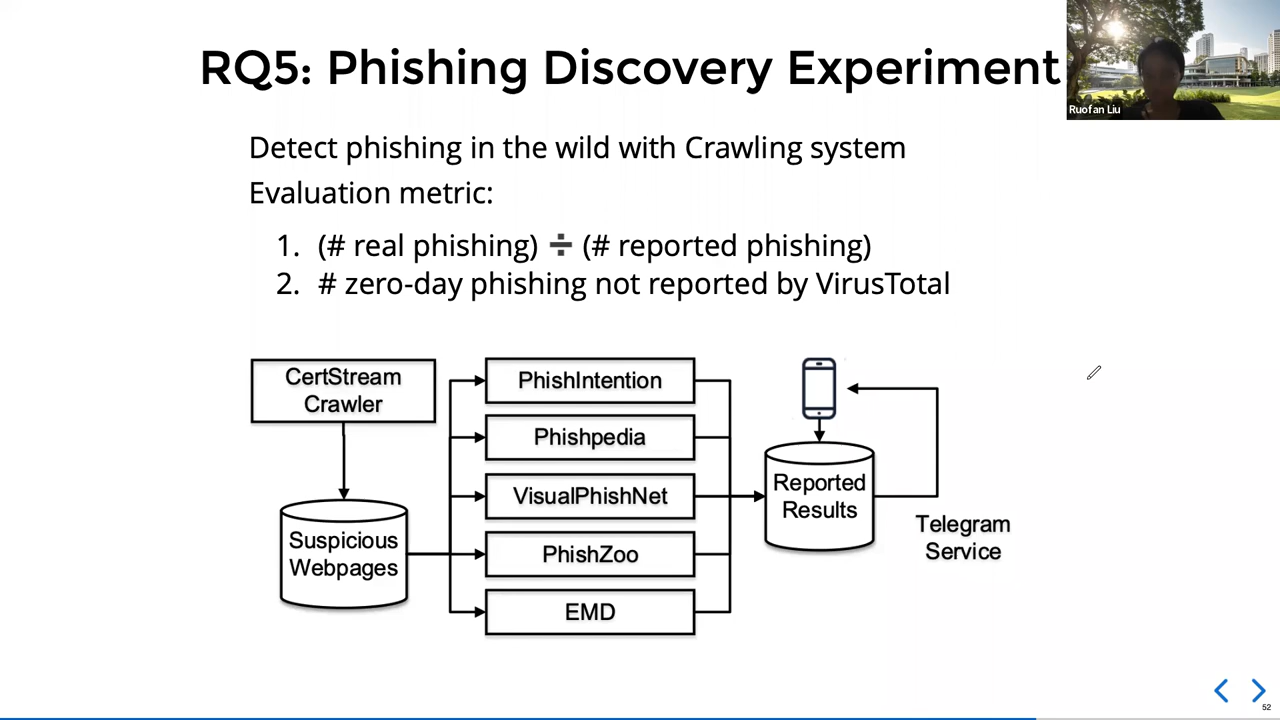 RQ5: Phishing Discovery Experiment
Ruofan Liu
Detect phishing in the wild with Crawling system
Evaluation metric:
1. (# real phishing) ➗ (# reported phishing)
2. # zero-day phishing not reported by VirusTotal
CertStream
Crawler
Suspicious
Webpages
PhishIntention
Phishpedia
VisualPhishNet
PhishZoo
EMD
Reported
Results
Telegram
Service
52